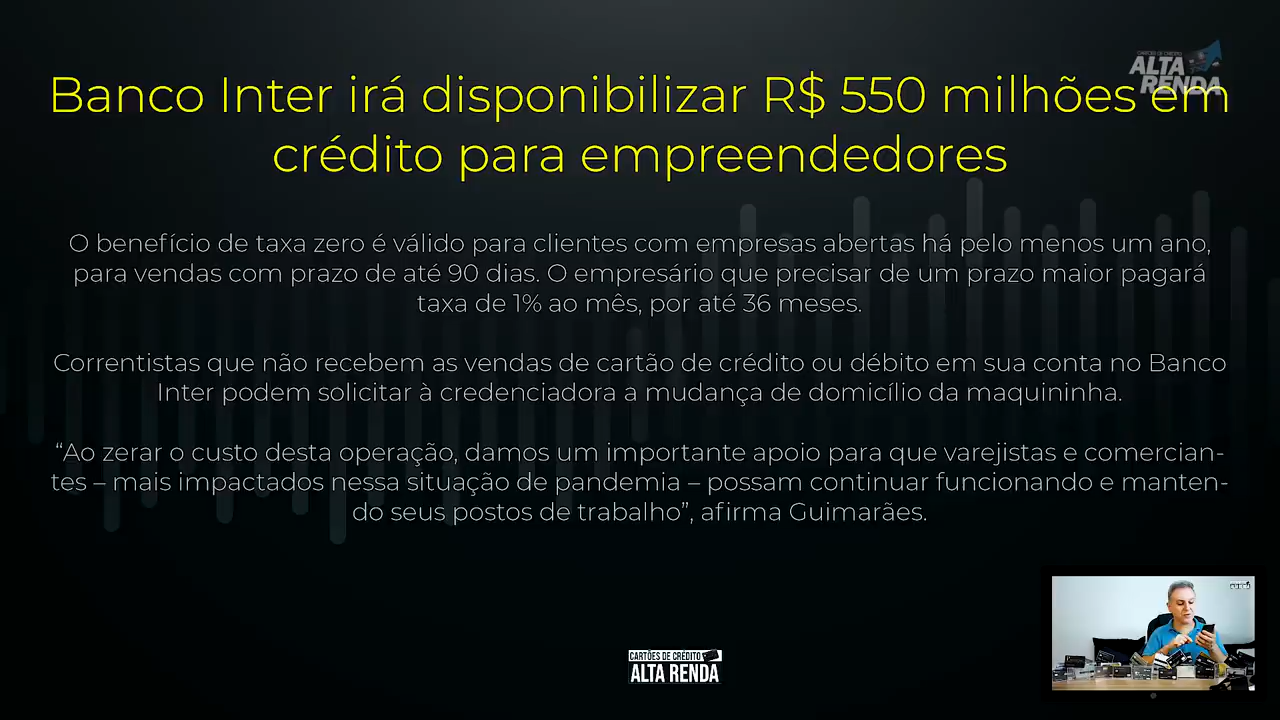 CARTÕES DE CRÉDITO
ALTA
RENDA
Banco Inter irá disponibilizar R$ 550 milhões em
crédito para empreendedores
O benefício de taxa zero é válido para clientes com empresas abertas há pelo menos um ano,
para vendas com prazo de até 90 dias. O empresário que precisar de um prazo maior pagará
taxa de 1% ao mês, por até 36 meses.
Correntistas que não recebem as vendas de cartão de crédito ou débito em sua conta no Banco
Inter podem solicitar à credenciadora a mudança de domicílio da maquininha.
“Ao zerar o custo desta operação, damos um importante apoio para que varejistas e comercian-
tes – mais impactados nessa situação de pandemia – possam continuar funcionando e manten-
do seus postos de trabalho”, afirma Guimarães.
CARTÕES DE CRÉDITO
ALTA RENDA